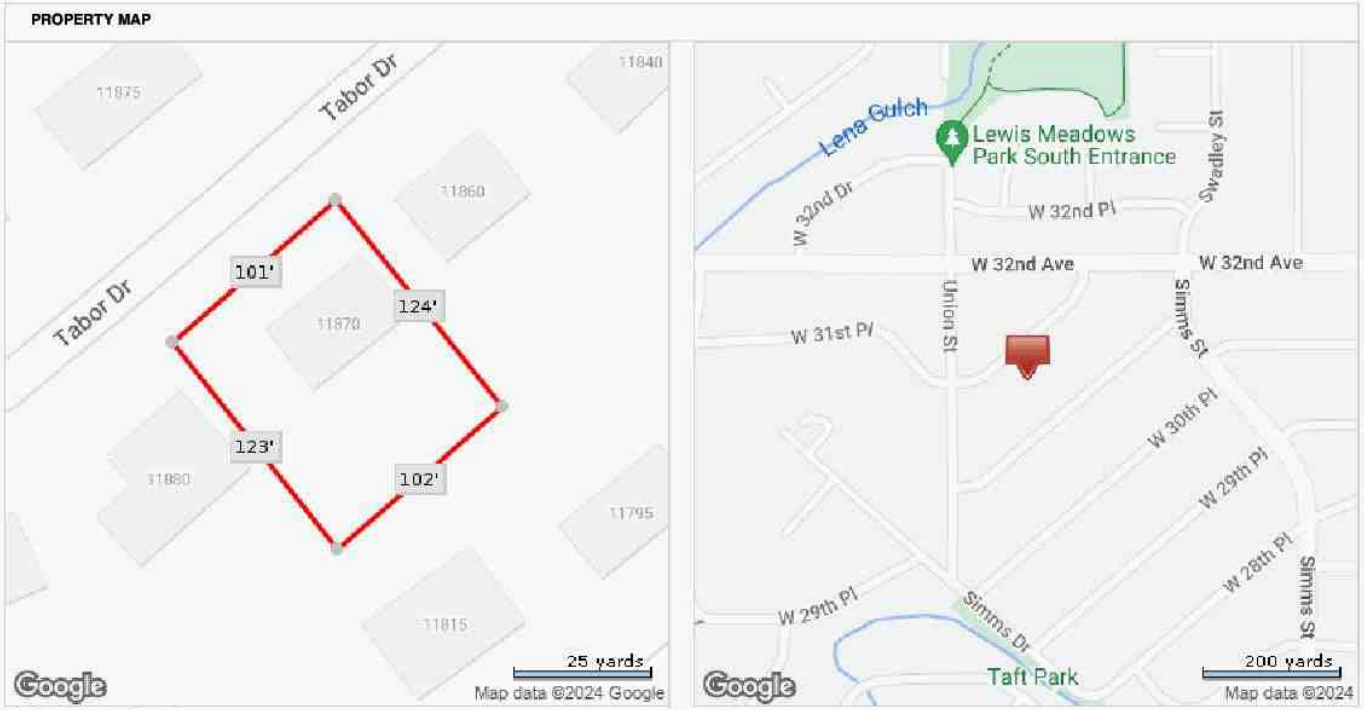 PROPERTY MAP
11875
Tabor Dr
11840
11860
101'
124'
Tabor Dr
11870
123'
102'
11880
11795
11815
25 yards
Google
Map data ©2024 Google
Lena Gulch
Lewis Meadows
Park South Entrance
Swadley St
W 32nd Dr
W 32nd Pl
W 32nd Ave
W 32nd Ave
Union St
Simms St
W 31st Pl
W 30th Pl
W 29th Pl
W 28th Pl
W 29th Pl
Simms Dr
Simms St
Taft Park
200 yards
Google
Map data ©2024